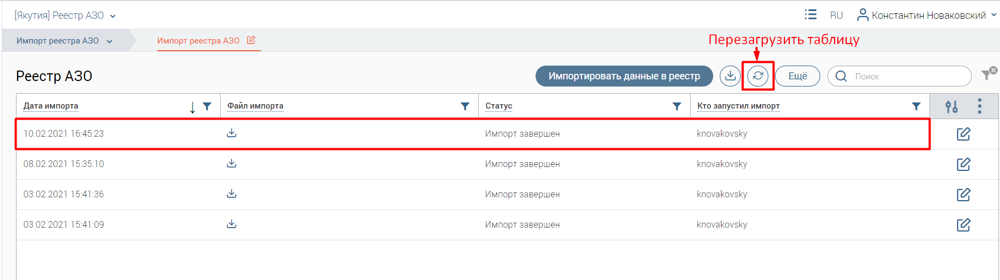 [Якутия] Реестр АЗО
RU Константин Новаковский
Импорт реестра АЗО Импорт реестра АЗО
Перезагрузить таблицу
Реестр АЗО Импортировать данные в реестр Ещё Поиск
Дата импорта Файл импорта Статус Кто запустил импорт
10.02.2021 16:45:23 Импорт завершен knovakovsky
08.02.2021 15:35:10 Импорт завершен knovakovsky
03.02.2021 15:41:36 Импорт завершен knovakovsky
03.02.2021 15:41:09 Импорт завершен knovakovsky